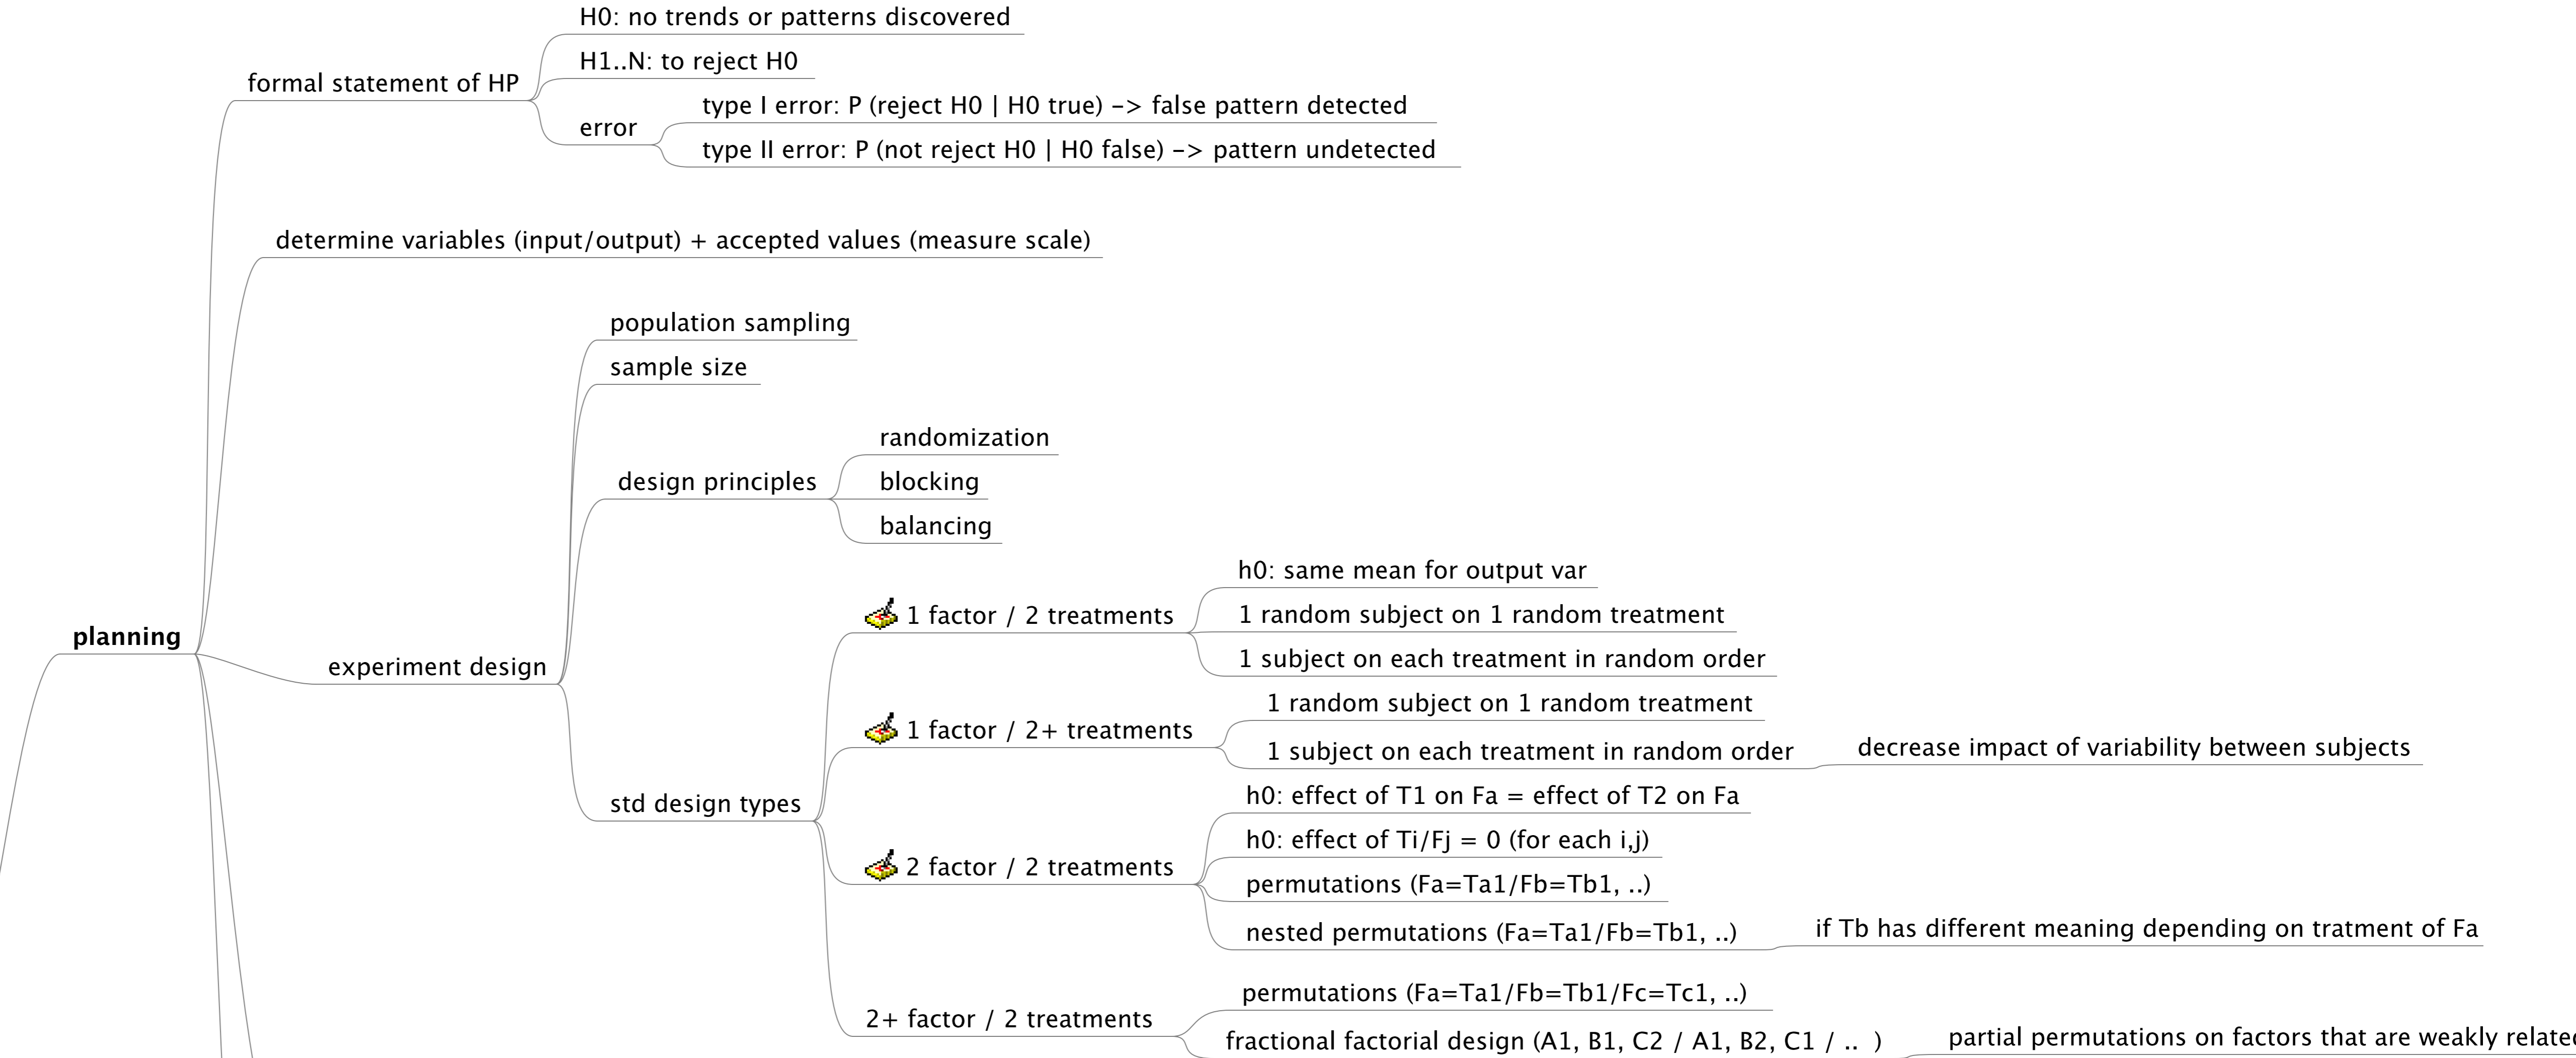 H0: no trends or patterns discovered
H1..N: to reject H0
formal statement of HP
type I error: P (reject H0 | H0 true) -> false pattern detected
error
type II error: P (not reject H0 | H0 false) -> pattern undetected
determine variables (input/output) + accepted values (measure scale)
population sampling
sample size
randomization
design principles
blocking
balancing
h0: same mean for output var
1 factor / 2 treatments
1 random subject on 1 random treatment
planning
1 subject on each treatment in random order
experiment design
1 random subject on 1 random treatment
1 factor / 2+ treatments
1 subject on each treatment in random order
decrease impact of variability between subjects
std design types
h0: effect of T1 on Fa = effect of T2 on Fa
h0: effect of Ti/Fj = 0 (for each i,j)
2 factor / 2 treatments
permutations (Fa=Ta1/Fb=Tb1, ..)
nested permutations (Fa=Ta1/Fb=Tb1, ..)
if Tb has different meaning depending on tratment of Fa
permutations (Fa=Ta1/Fb=Tb1/Fc=Tc1, ..)
2+ factor / 2 treatments
fractional factorial design (A1, B1, C2 / A1, B2, C1 / ..  )
partial permutations on factors that are weakly